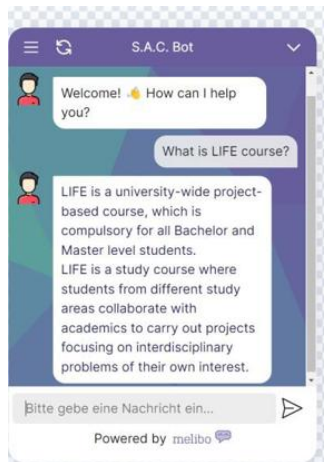 S.A.C. Bot
Welcome! 👍 How can I help
you?
What is LIFE course?
LIFE is a university-wide project-
based course, which is
compulsory for all Bachelor and
Master level students.
LIFE is a study course where
students from different study
areas collaborate with
academics to carry out projects
focusing on interdisciplinary
problems of their own interest.
Bitte gebe eine Nachricht ein...
Powered by melibo